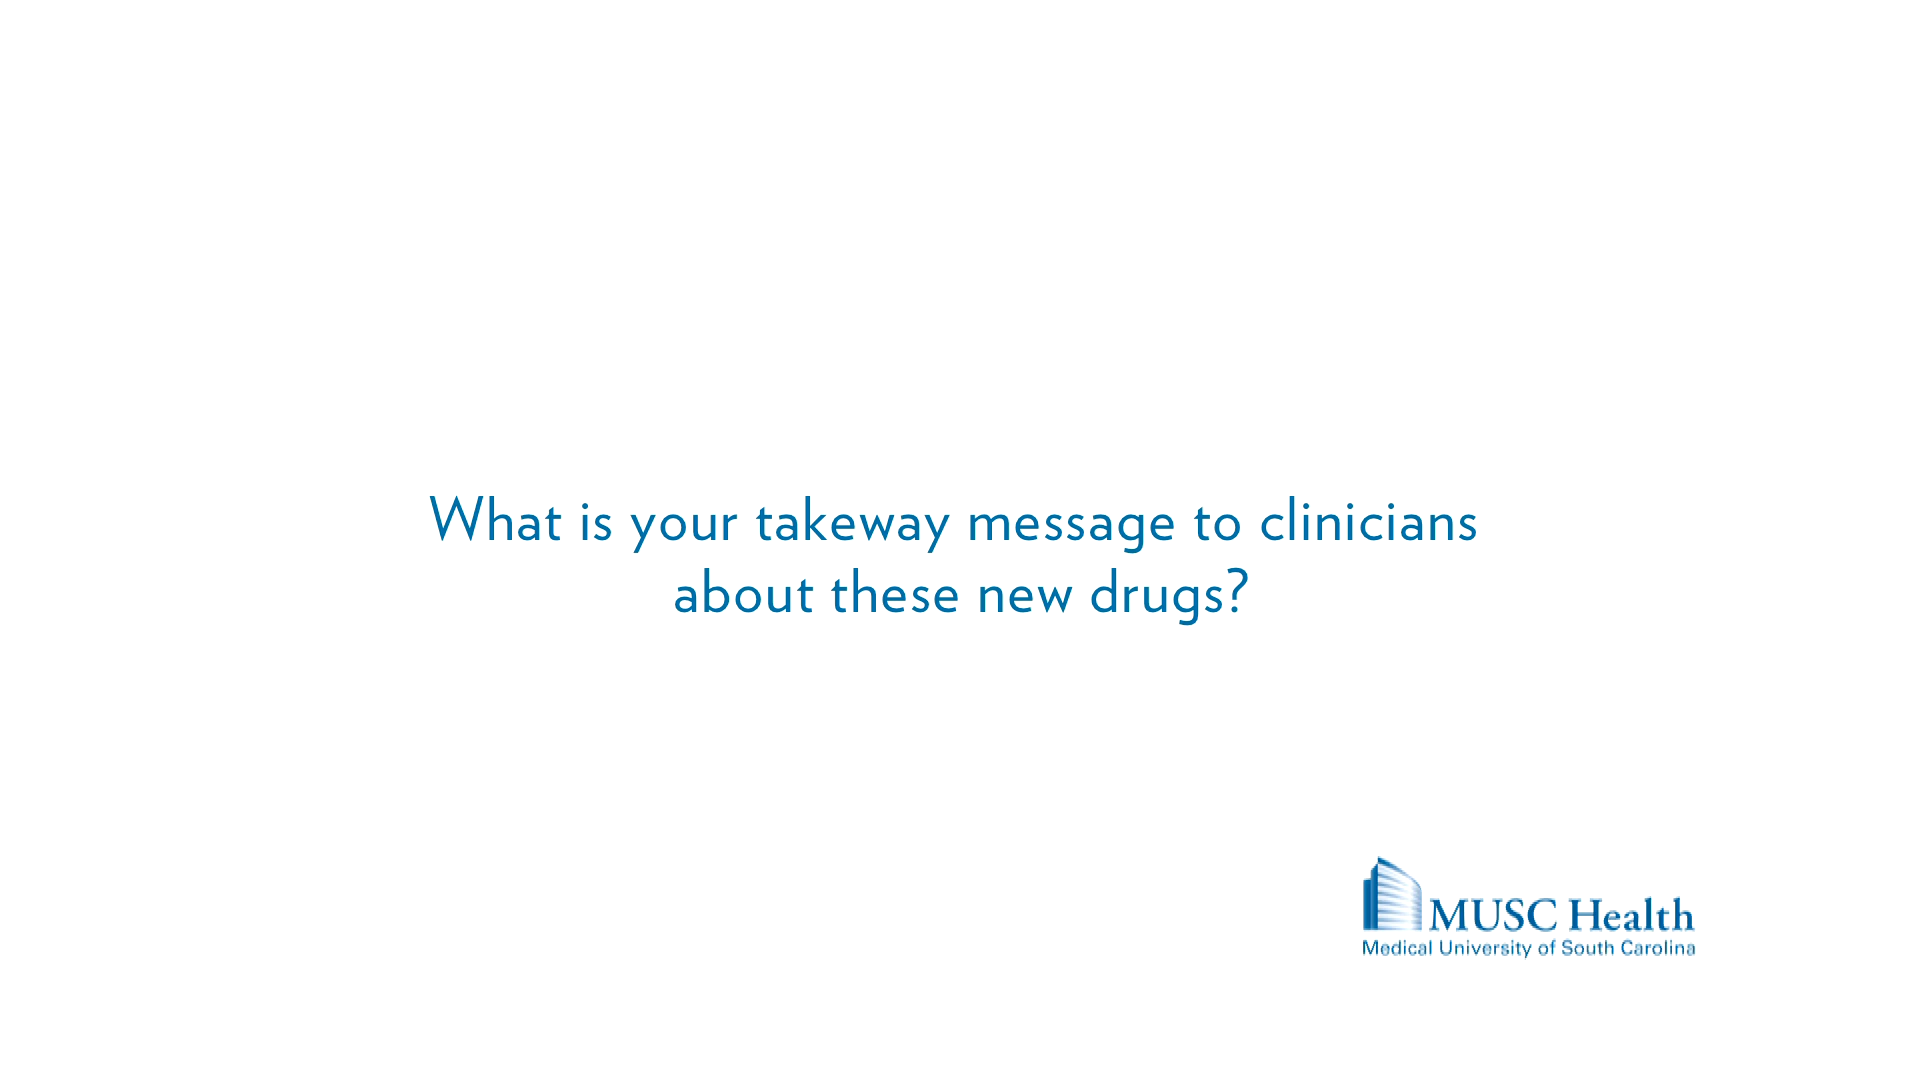 What is your takeway message to clinicians
about these new drugs?
MUSC Health
Medical University of South Carolina